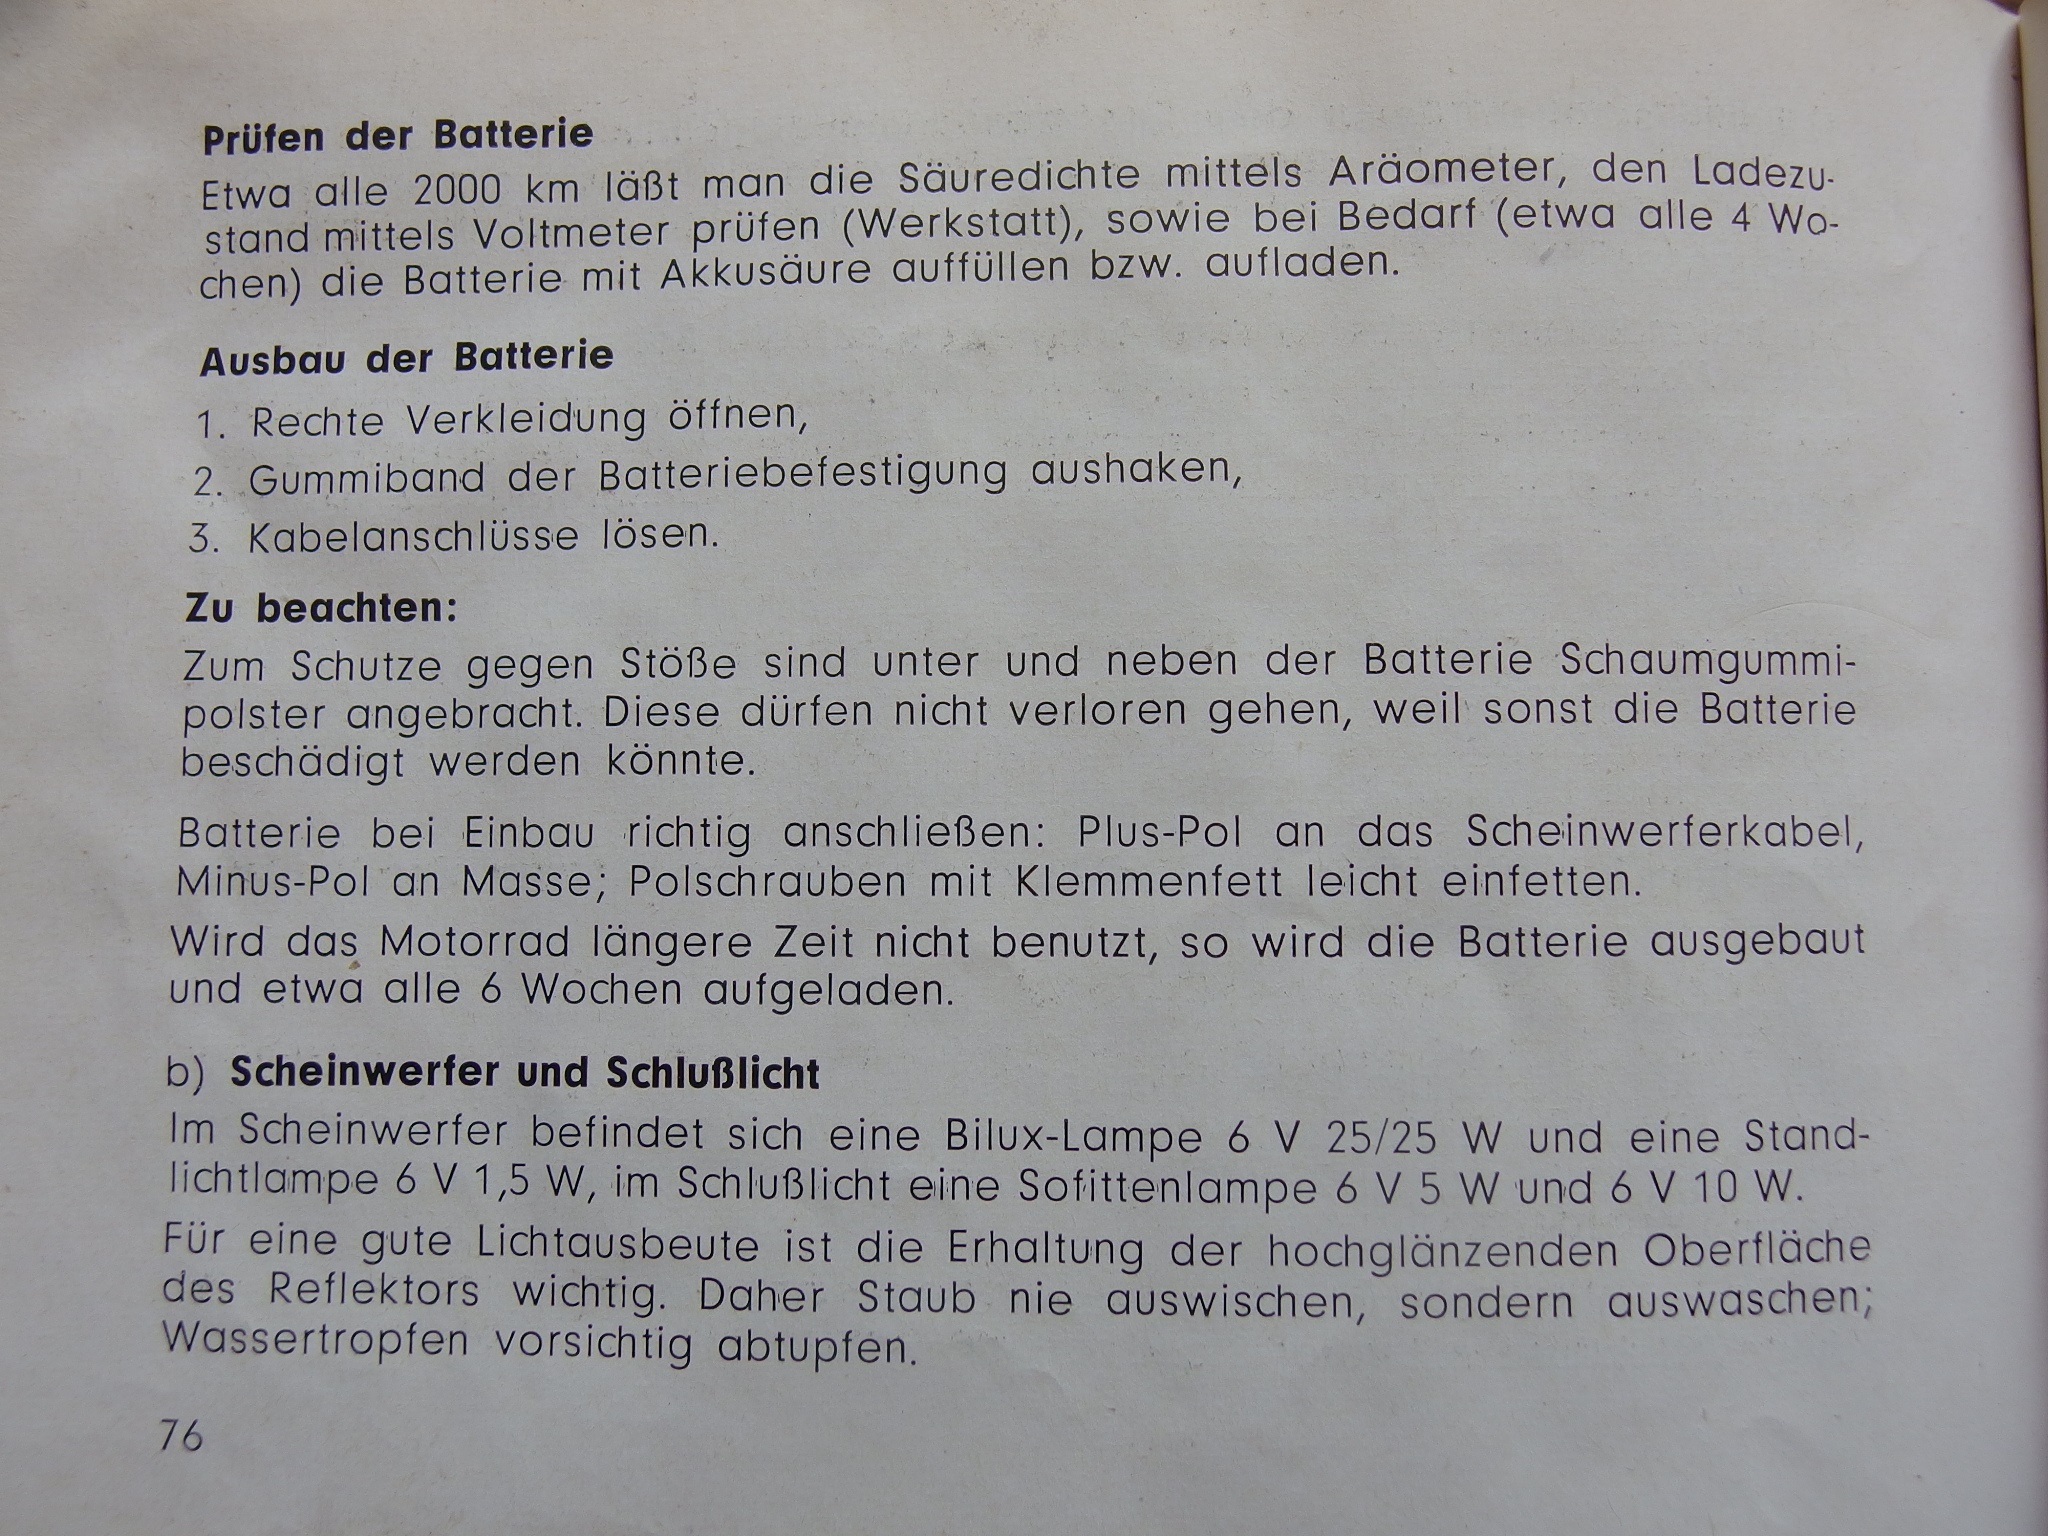 Prüfen der Batterie
Etwa alle 2000 km läßt man die Säuredichte mittels Aräometer, den Ladezu-
stand mittels Voltmeter prüfen (Werkstatt), sowie bei Bedarf (etwa alle 4 Wo-
chen) die Batterie mit Akkusäure auffüllen bzw. aufladen.
Ausbau der Batterie
1. Rechte Verkleidung öffnen,
2. Gummiband der Batteriebefestigung aushaken,
3. Kabelanschlüsse lösen.
Zu beachten:
Zum Schutze gegen Stöße sind unter und neben der Batterie Schaumgummi-
polster angebracht. Diese dürfen nicht verloren gehen, weil sonst die Batterie
beschädigt werden könnte.
Batterie bei Einbau richtig anschließen: Plus-Pol an das Scheinwerferkabel,
Minus-Pol an Masse; Polschrauben mit Klemmenfett leicht einfetten.
Wird das Motorrad längere Zeit nicht benutzt, so wird die Batterie ausgebaut
und etwa alle 6 Wochen aufgeladen.
b) Scheinwerfer und Schlußlicht
Im Scheinwerfer befindet sich eine Bilux-Lampe 6 V 25/25 W und eine Stand-
lichtlampe 6 V 1,5 W, im Schlußlicht eine Sofittenlampe 6 V 5 W und 6 V 10 W.
Für eine gute Lichtausbeute ist die Erhaltung der hochglänzenden Oberfläche
des Reflektors wichtig. Daher Staub nie auswischen, sondern auswaschen;
Wassertropfen vorsichtig abtupfen.
76